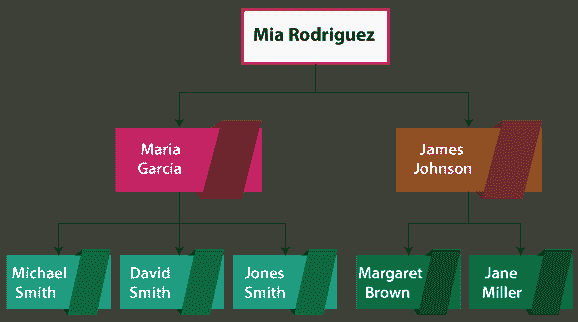 Mia Rodriguez
Maria
Garcia
James
Johnson
Michael
Smith
David
Smith
Jones
Smith
Margaret
Brown
Jane
Miller